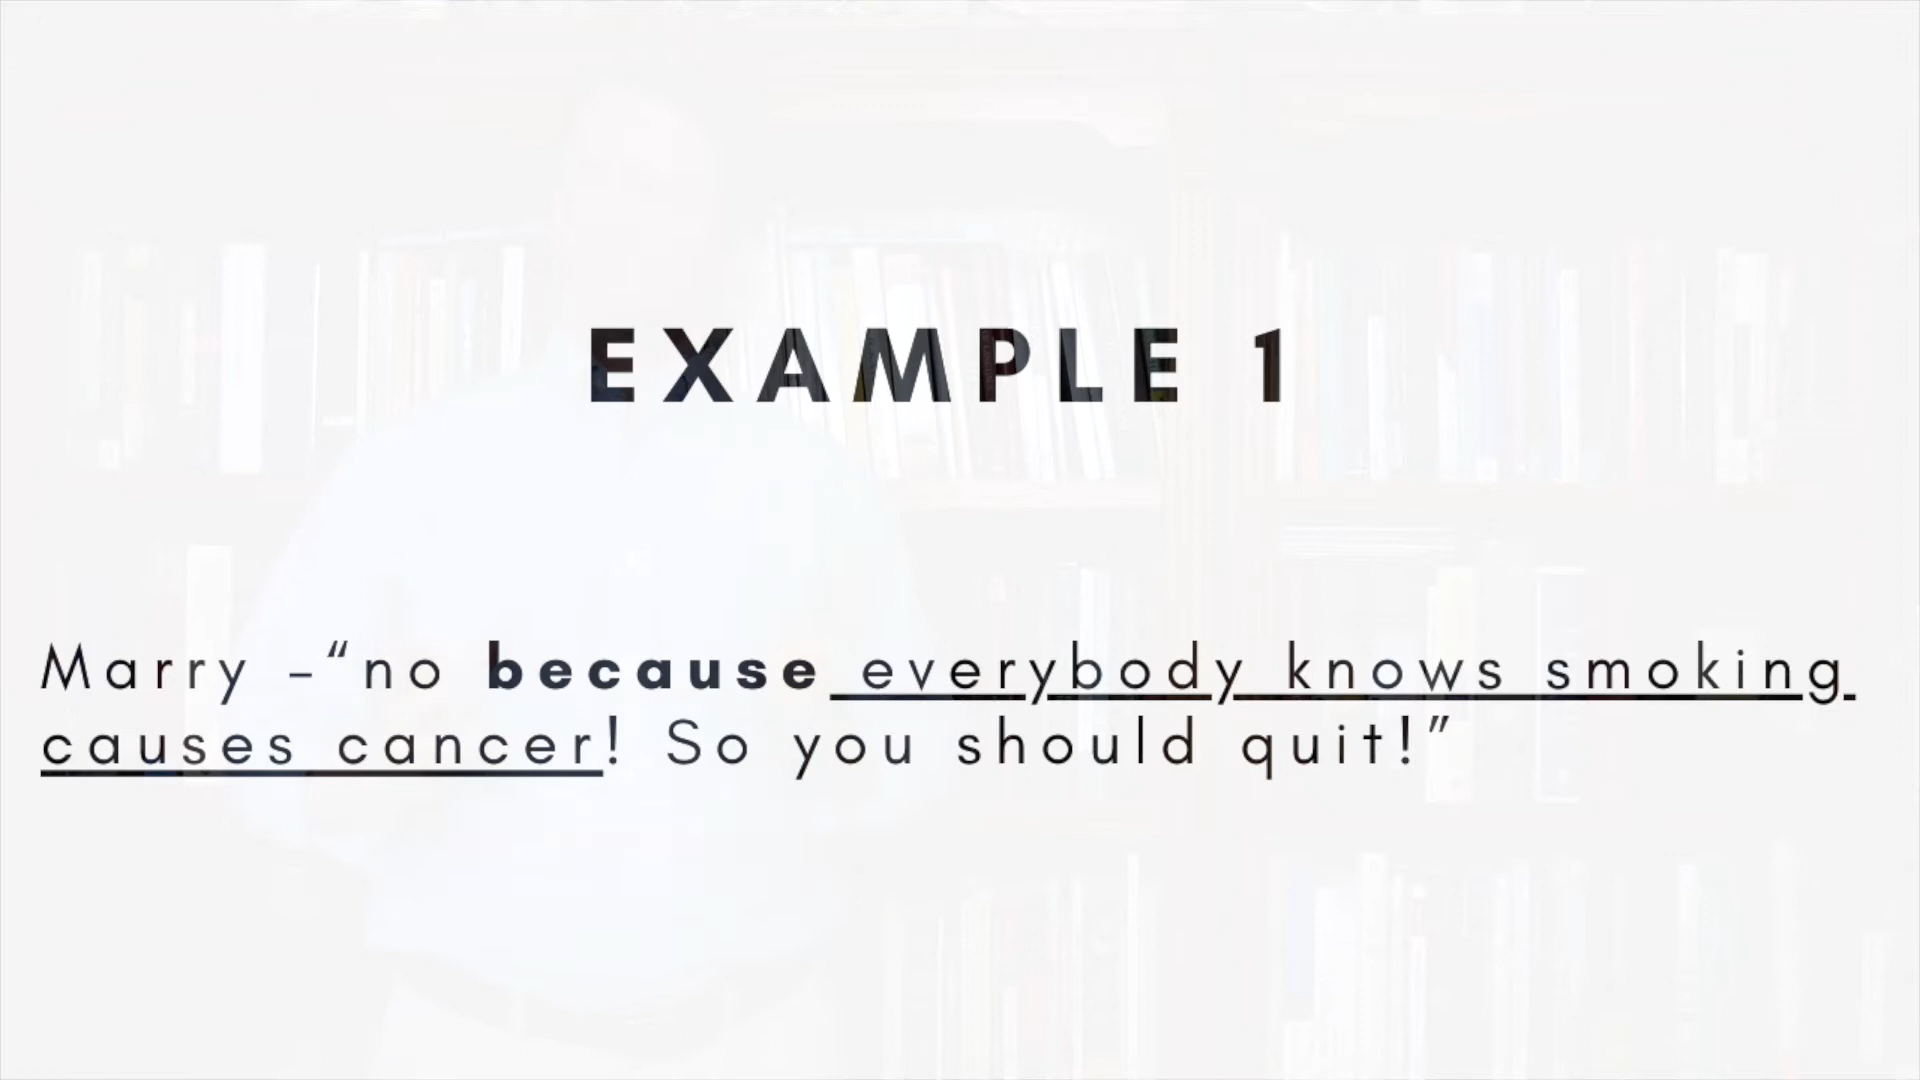 EXAMPLE 1
Marry -“no because everybody knows smoking
causes cancer! So you should quit!”